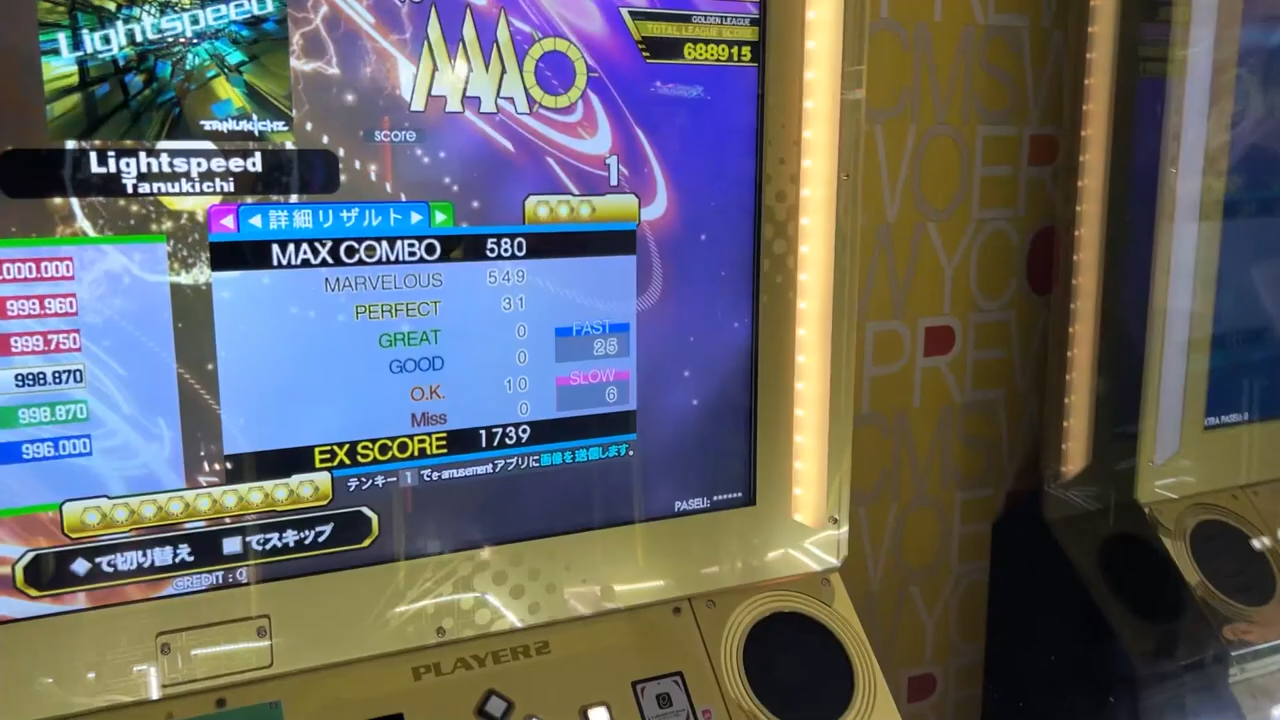 Lightspeed
TANUKICHI
AAA
GOLDEN LEAGUE
TOTAL LEAGUE SCORE
688915
score
Lightspeed
Tanukichi
1
◀詳細リザルト▶
MAX COMBO 580
MARVELOUS 549
PERFECT 31
GREAT 0
GOOD 0
O.K. 10
Miss 0
FAST
25
SLOW
6
EX SCORE 1739
.000.000
999.960
999.750
998.870
998.870
996.000
テンキー 1 でe-amusementアプリに画像を送信します。
◆で切り替え ■でスキップ
CREDIT : 0
PASELI: ******
PLAYER2